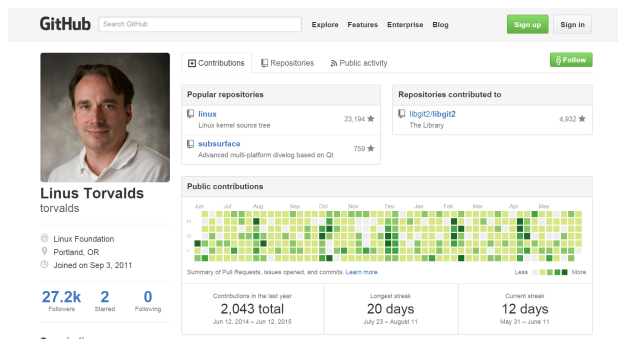 GitHub Search GitHub Explore Features Enterprise Blog Sign up Sign in
Contributions Repositories Public activity Follow
Popular repositories
linux
Linux kernel source tree
23,194
subsurface
Advanced multi-platform divelog based on Qt
759
Repositories contributed to
libgit2/libgit2
The Library
4,932
Linus Torvalds
torvalds
Linux Foundation
Portland, OR
Joined on Sep 3, 2011
27.2k 2 0
Followers Starred Following
Public contributions
Jun Jul Aug Sep Oct Nov Dec Jan Feb Mar Apr May
M
W
F
Summary of Pull Requests, issues opened, and commits. Learn more. Less More
Contributions in the last year
2,043 total
Jun 12, 2014 – Jun 12, 2015
Longest streak
20 days
July 23 – August 11
Current streak
12 days
May 31 – June 11